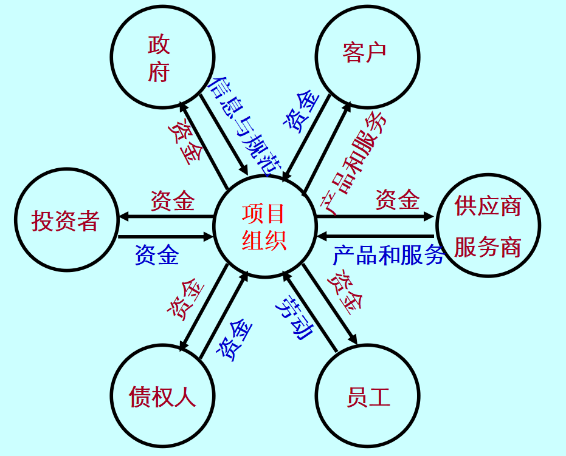 政
府
客户
资金
信息与规范
资金
产品和服务
投资者
资金
资金
项目
组织
资金
产品和服务
供应商
服务商
资金
资金
劳动
资金
债权人
员工